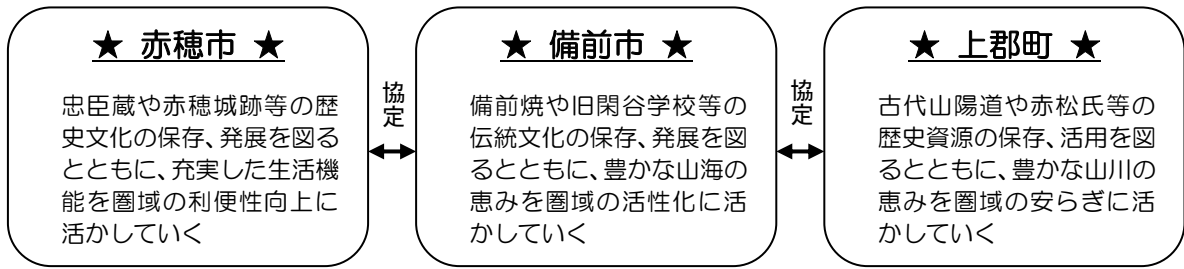 ★ 赤穂市 ★
忠臣蔵や赤穂城跡等の歴
史文化の保存、発展を図る
とともに、充実した生活機
能を圏域の利便性向上に
活かしていく
協定
★ 備前市 ★
備前焼や旧閑谷学校等の
伝統文化の保存、発展を図
るとともに、豊かな山海の
恵みを圏域の活性化に活
かしていく
協定
★ 上郡町 ★
古代山陽道や赤松氏等の
歴史資源の保存、活用を図
るとともに、豊かな山川の
恵みを圏域の安らぎに活
かしていく